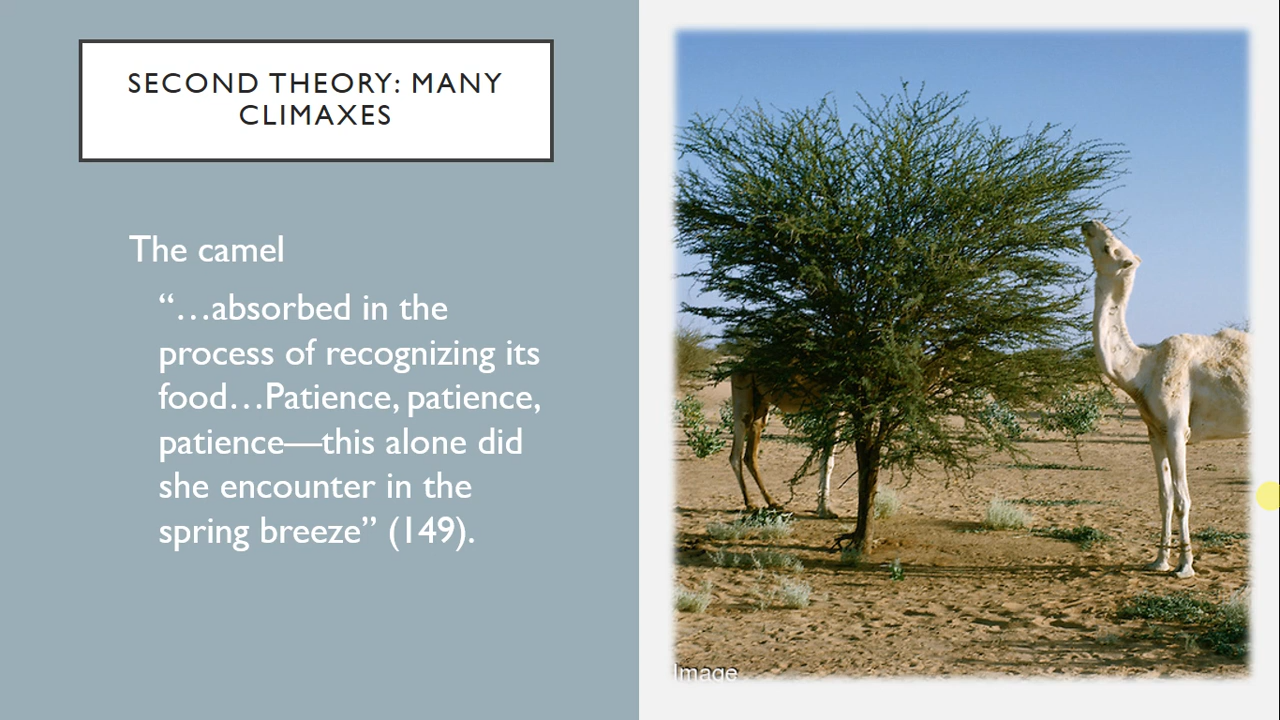 SECOND THEORY: MANY
CLIMAXES
The camel
“…absorbed in the
process of recognizing its
food…Patience, patience,
patience—this alone did
she encounter in the
spring breeze” (149).
Image